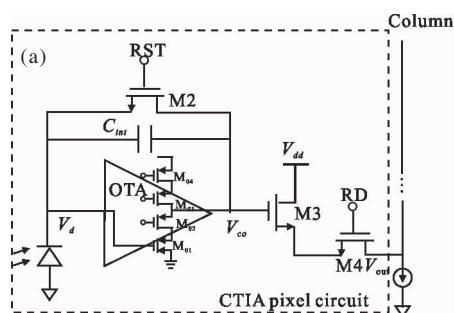 Column
(a)
RST
M2
C_int
V_dd
OTA
M_04
M_03
M_02
M_01
RD
M3
V_d
V_co
M4
V_out
CTIA pixel circuit